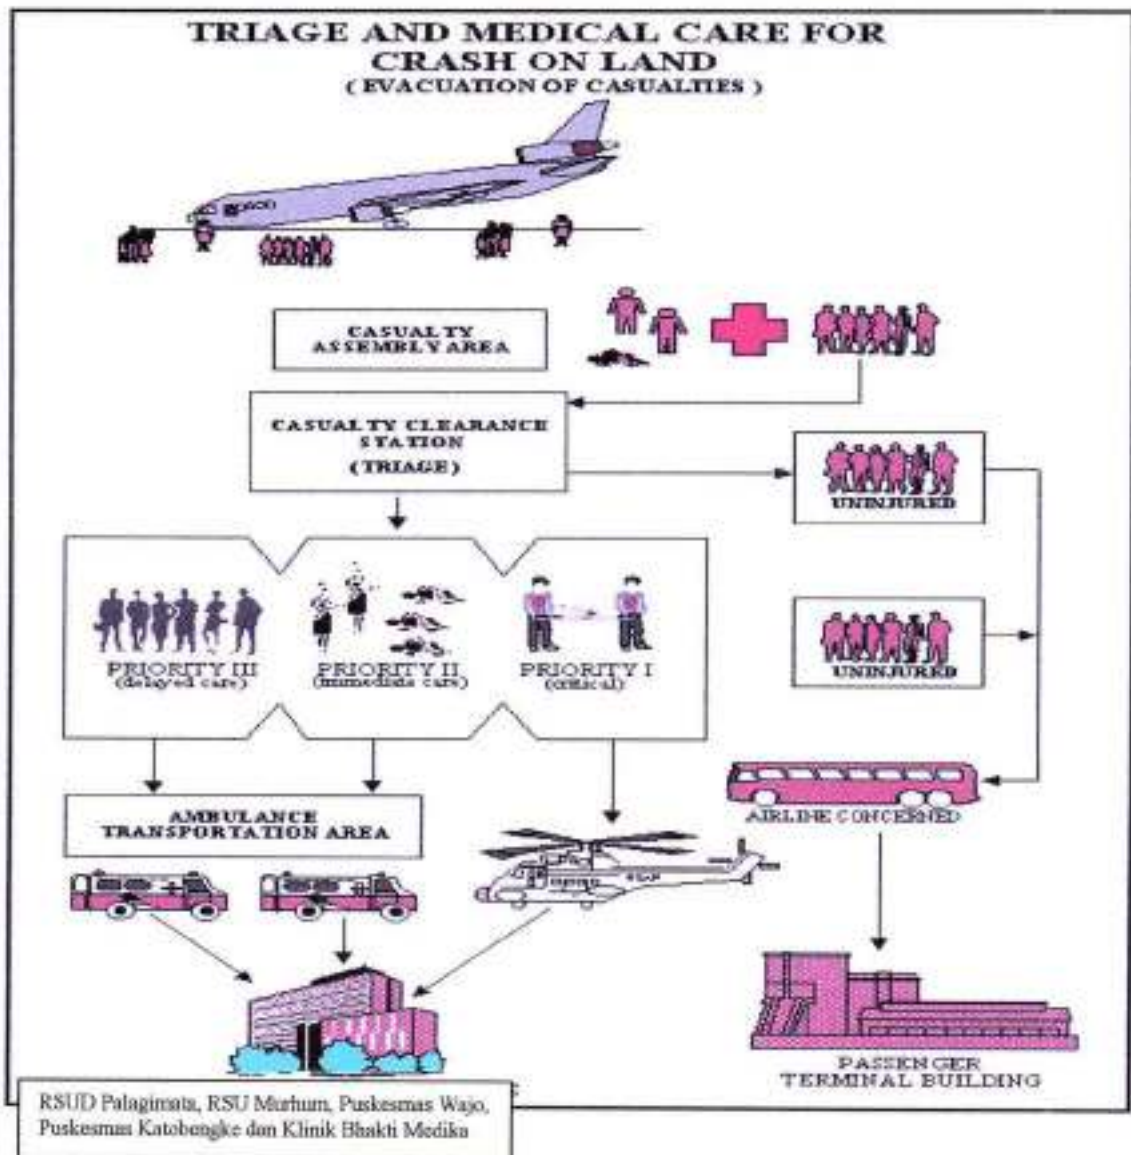 TRIAGE AND MEDICAL CARE FOR
CRASH ON LAND
( EVACUATION OF CASUALTIES )
CASUALTY
ASSEMBLY AREA
CASUALTY CLEARANCE
STATION
(TRIAGE)
UNINJURED
PRIORITY III
(delayed care)
PRIORITY II
(immediate care)
PRIORITY I
(critical)
UNINJURED
AMBULANCE
TRANSPORTATION AREA
AIRLINE CONCERNED
PASSENGER
TERMINAL BUILDING
RSUD Palagimata, RSU Murhum, Puskesmas Wajo,
Puskesmas Katobengke dan Klinik Bhakti Medika